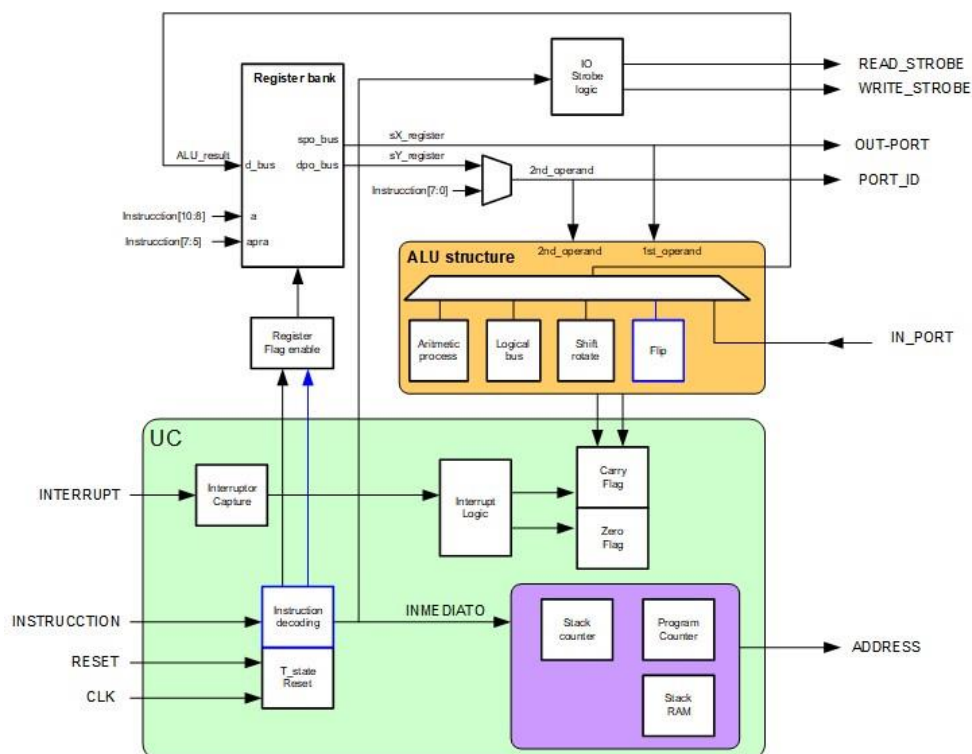 IO
Strobe
logic
READ_STROBE
WRITE_STROBE
Register bank
spo_bus
sX_register
OUT-PORT
ALU_result
d_bus
dpo_bus
sY_register
2nd_operand
PORT_ID
Instrucction[7:0]
Instrucction[10:8]
a
Instrucction[7:5]
apra
2nd_operand
1st_operand
ALU structure
Register
Flag enable
Aritmetic
process
Logical
bus
Shift
rotate
Flip
IN_PORT
UC
INTERRUPT
Interruptor
Capture
Interrupt
Logic
Carry
Flag
Zero
Flag
INSTRUCCTION
Instruction
decoding
INMEDIATO
Stack
counter
Program
Counter
ADDRESS
RESET
CLK
T_state
Reset
Stack
RAM